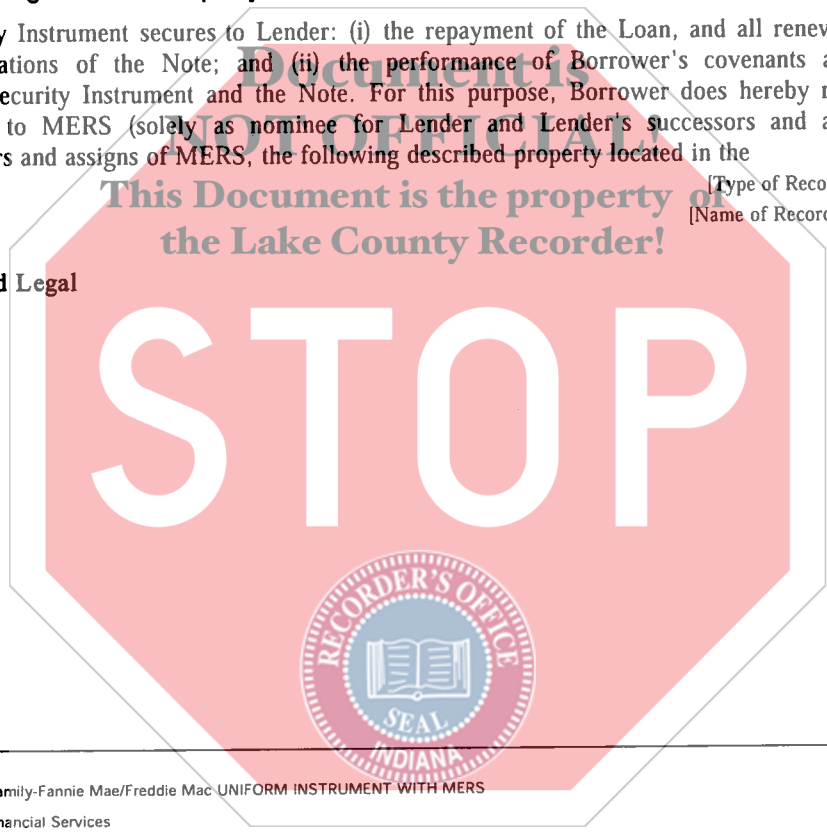 y Instrument secures to Lender: (i) the repayment of the Loan, and all renew
ations of the Note; and (ii) the performance of Borrower's covenants a
ecurity Instrument and the Note. For this purpose, Borrower does hereby
to MERS (solely as nominee for Lender and Lender's successors and a
rs and assigns of MERS, the following described property located in the
[Type of Reco
[Name of Record
d Legal
Document is
NOT OFFICIAL!
This Document is the property of
the Lake County Recorder!
STOP
RECORDER'S OFFICE
SEAL
INDIANA
amily-Fannie Mae/Freddie Mac UNIFORM INSTRUMENT WITH MERS
nancial Services